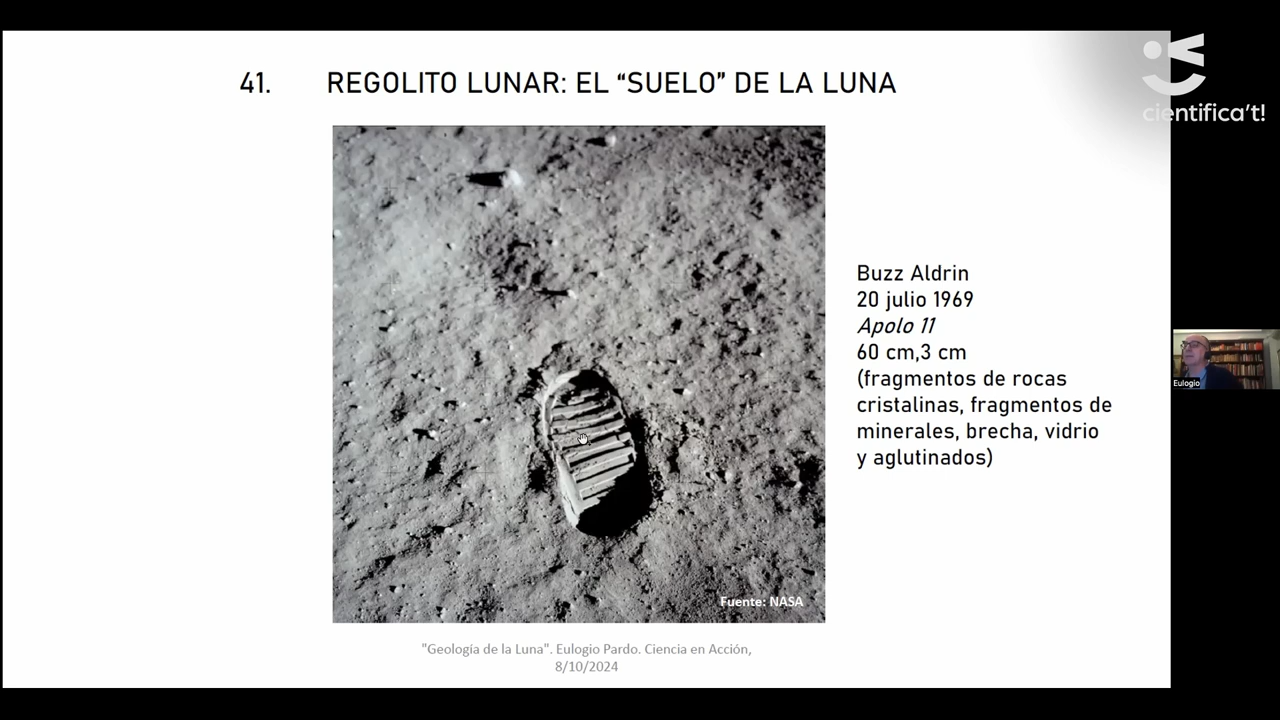 41. REGOLITO LUNAR: EL “SUELO” DE LA LUNA
cientifica't!
Buzz Aldrin
20 julio 1969
Apolo 11
60 cm,3 cm
(fragmentos de rocas
cristalinas, fragmentos de
minerales, brecha, vidrio
y aglutinados)
Eulogio
Fuente: NASA
"Geología de la Luna". Eulogio Pardo. Ciencia en Acción,
8/10/2024